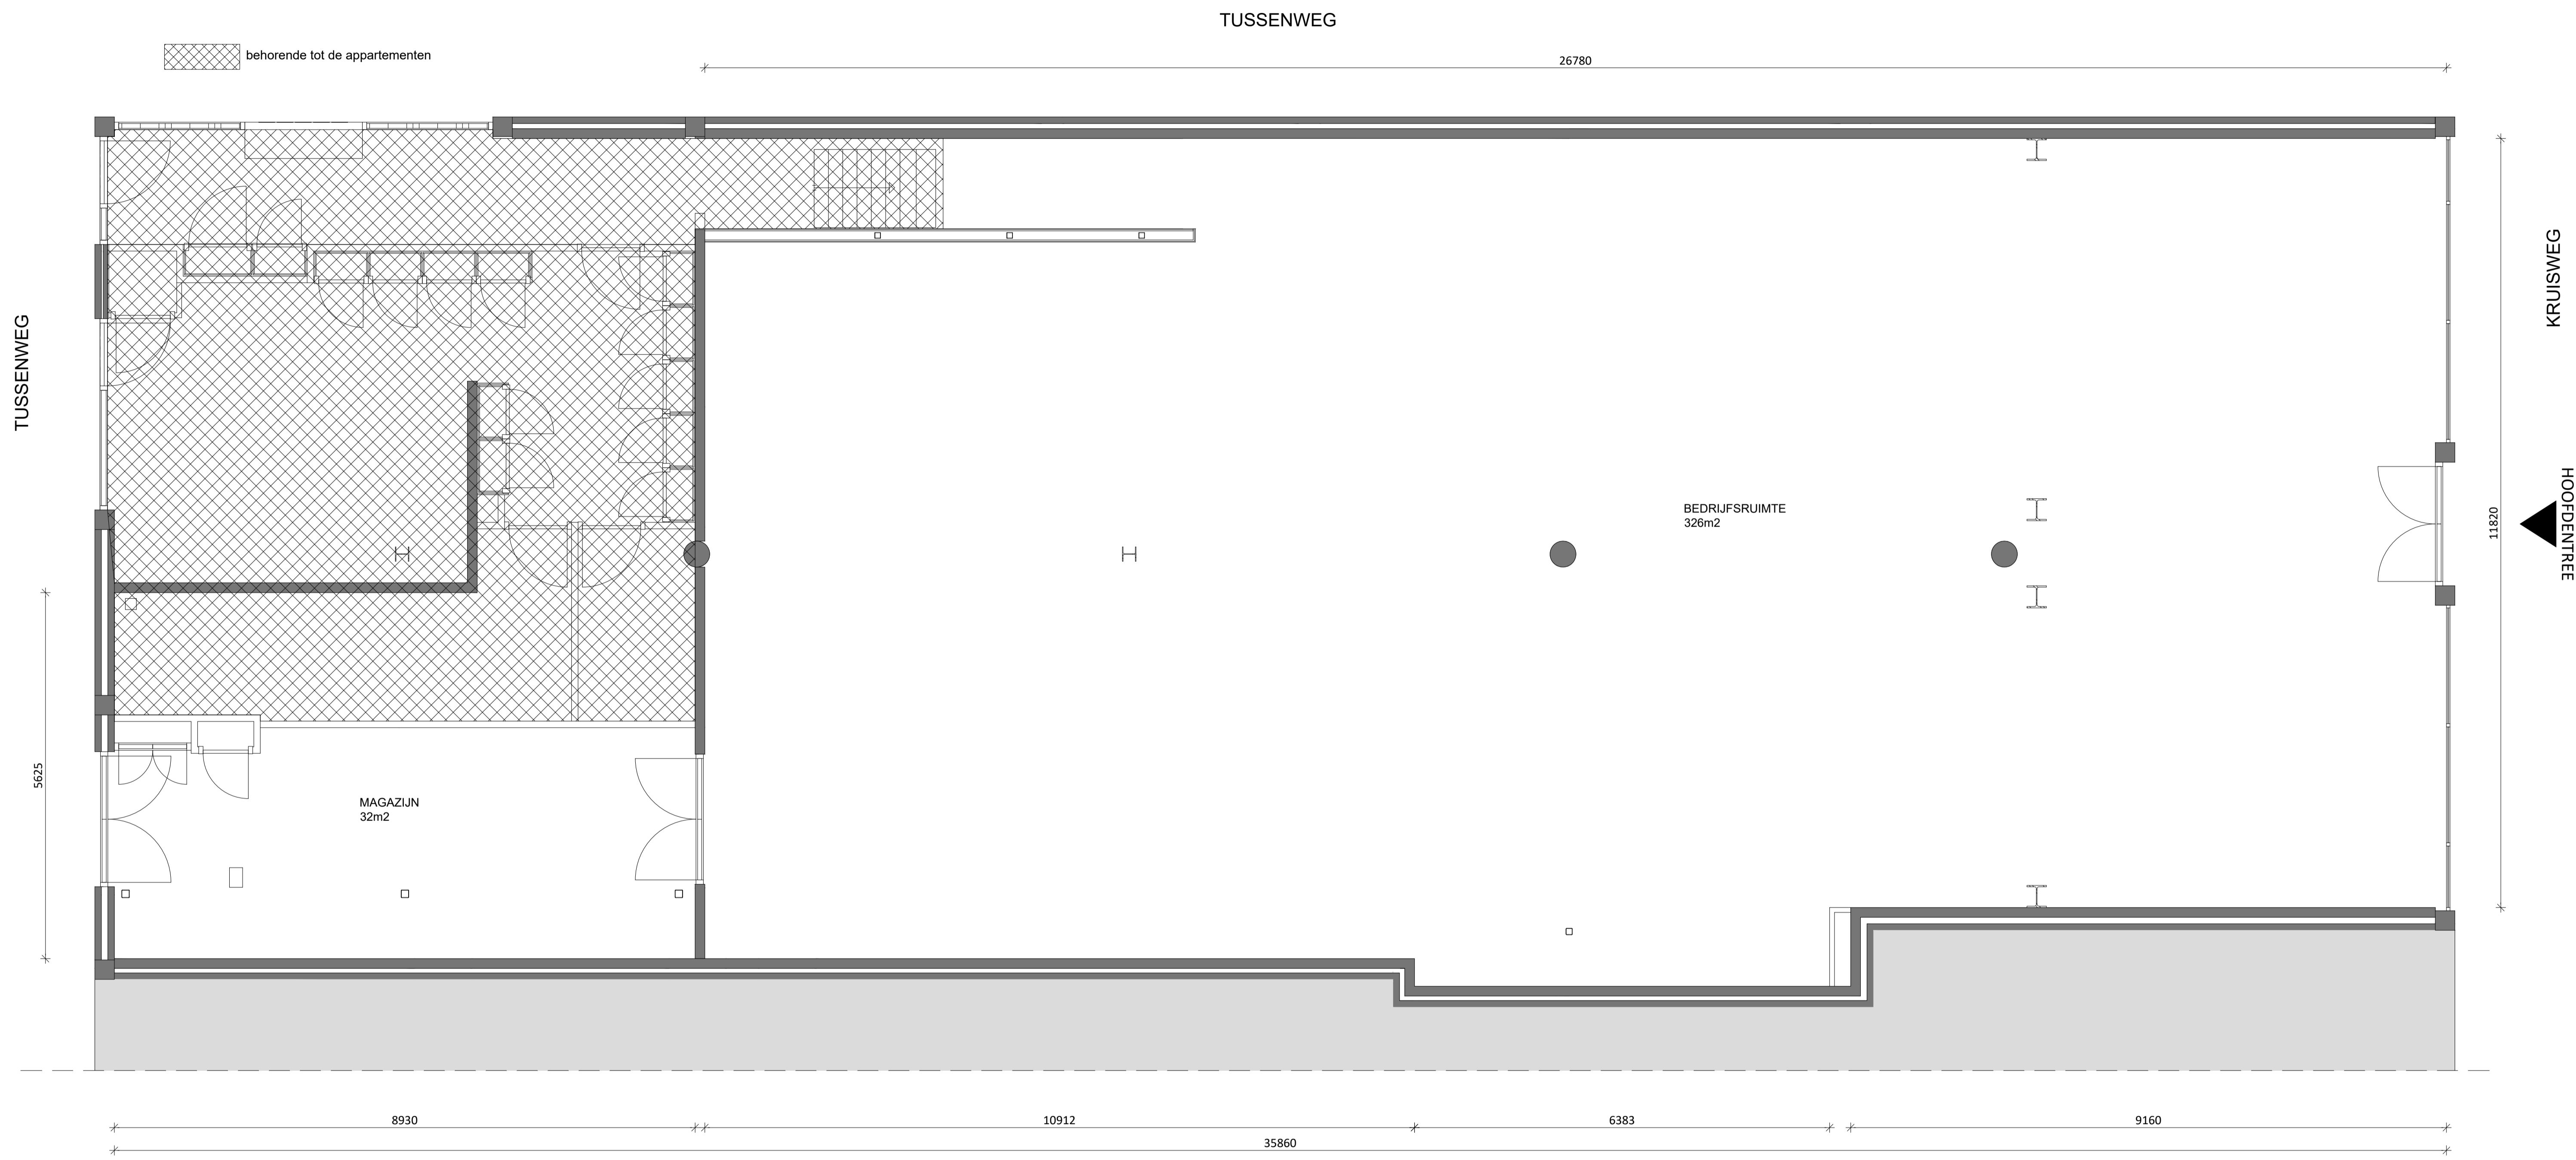 TUSSENWEG
behorende tot de appartementen
26780
TUSSENWEG
KRUISWEG
HOOFDENTREE
11820
BEDRIJFSRUIMTE
326m2
5625
MAGAZIJN
32m2
8930
10912
6383
9160
35860